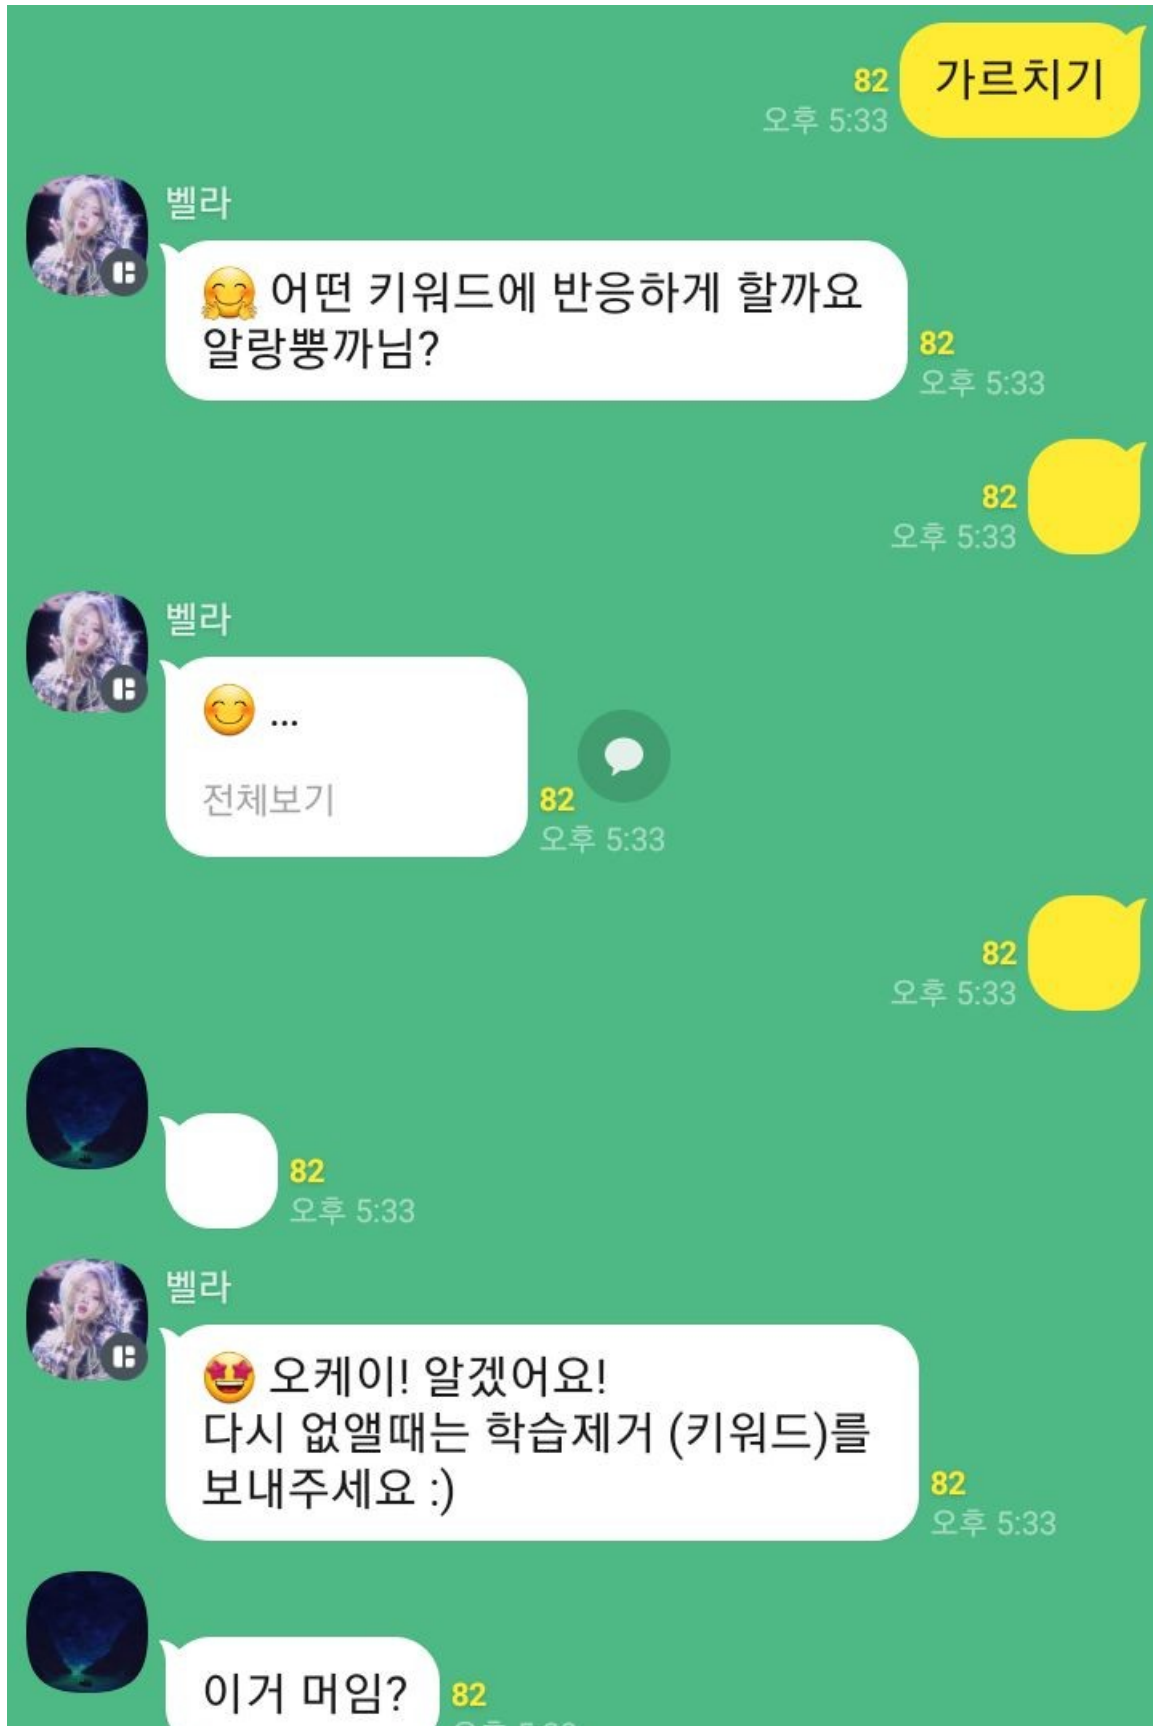 가르치기
82
오후 5:33
벨라
🤗 어떤 키워드에 반응하게 할까요
알랑뿡까님?
82
오후 5:33
82
오후 5:33
벨라
😊 ...
전체보기
82
오후 5:33
82
오후 5:33
82
오후 5:33
벨라
🤩 오케이! 알겠어요!
다시 없앨때는 학습제거 (키워드)를
보내주세요 :)
82
오후 5:33
이거 머임?
82